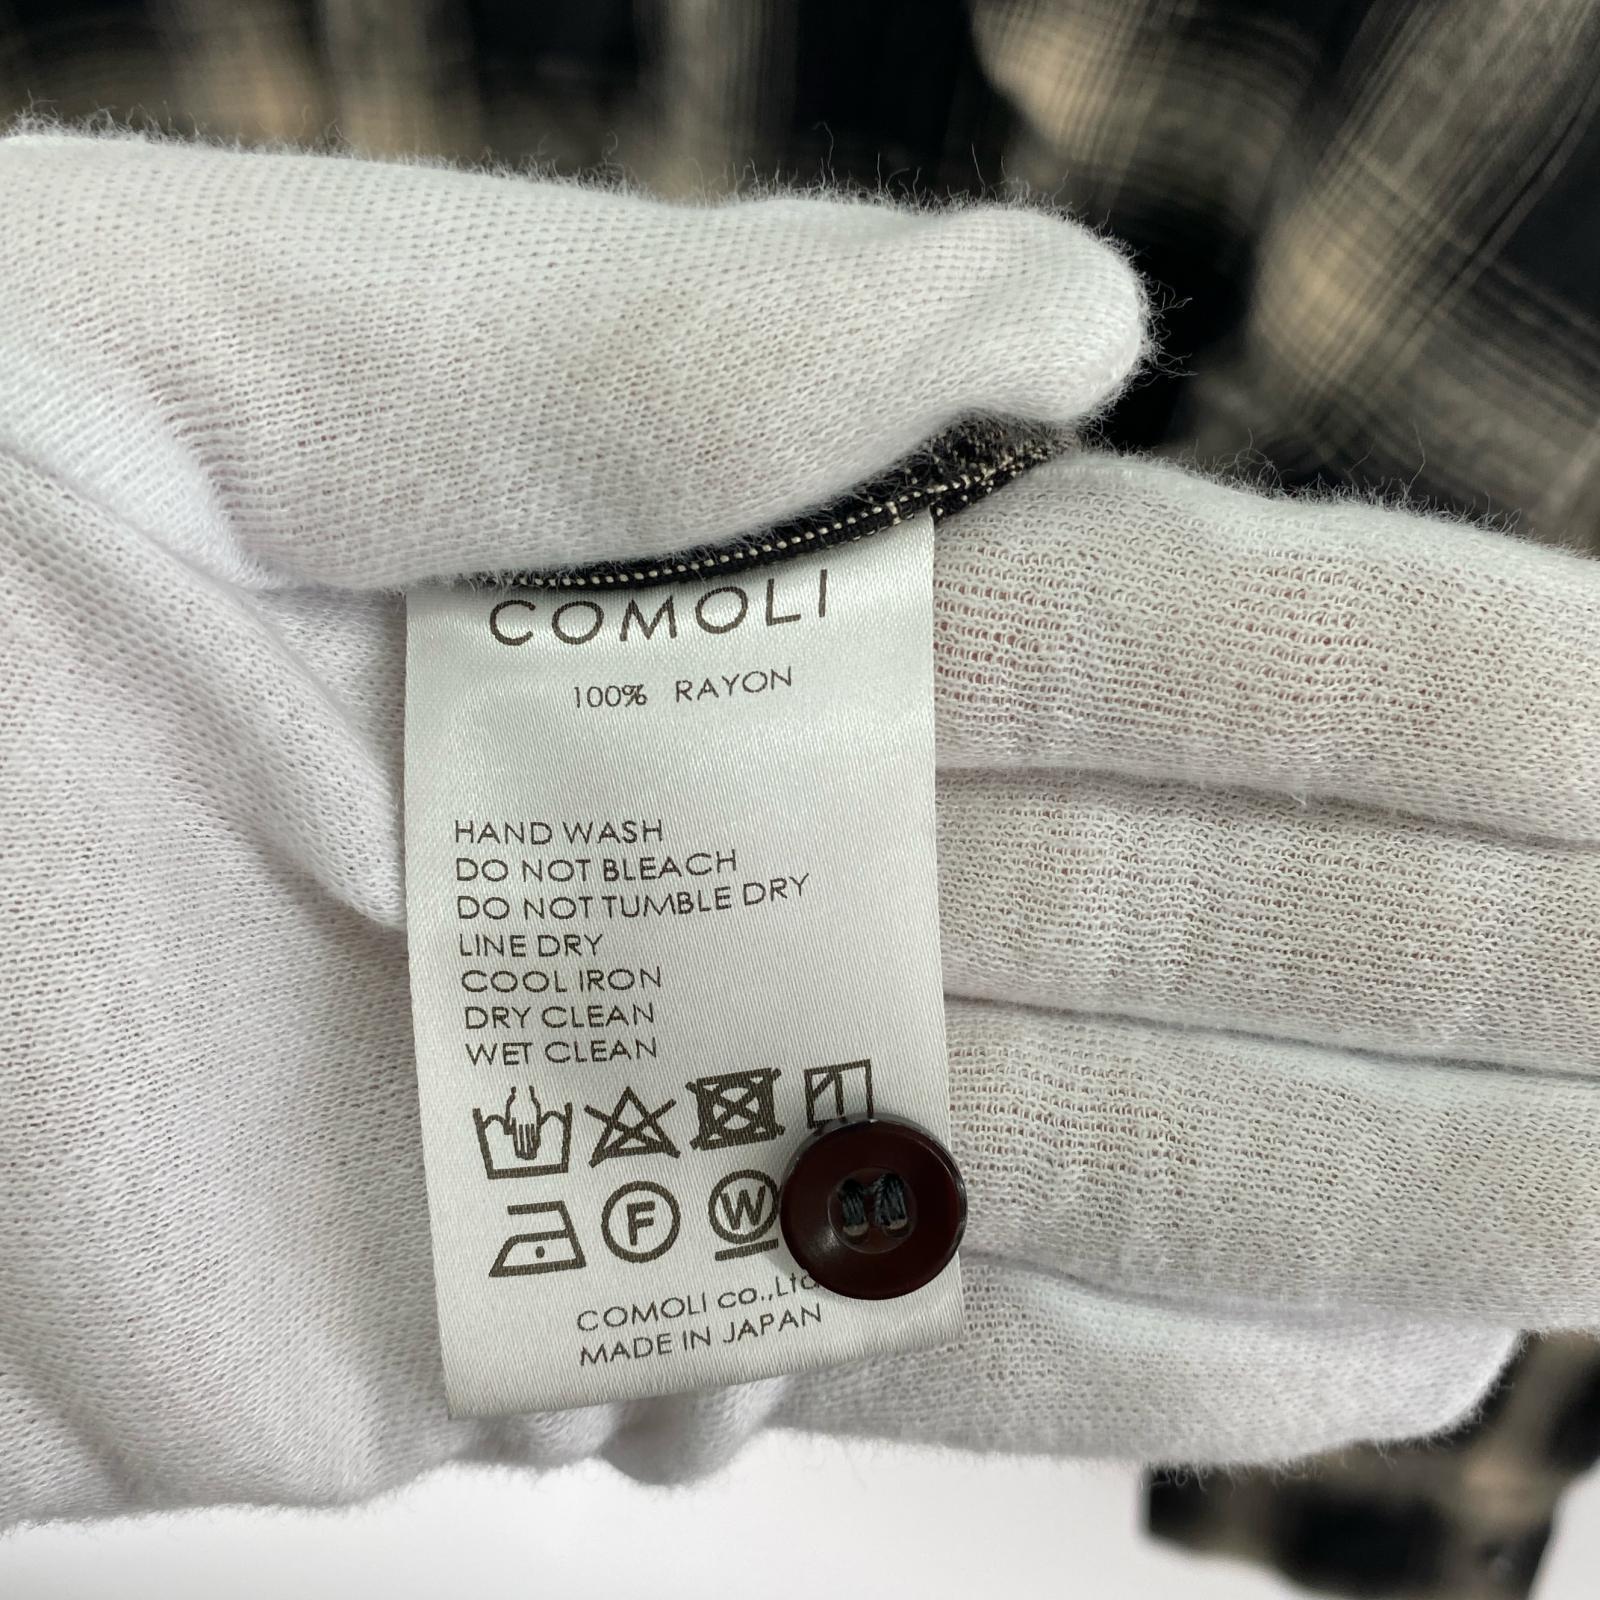 COMOLI
100% RAYON
HAND WASH
DO NOT BLEACH
DO NOT TUMBLE DRY
LINE DRY
COOL IRON
DRY CLEAN
WET CLEAN
F W
COMOLI co.,Ltd
MADE IN JAPAN